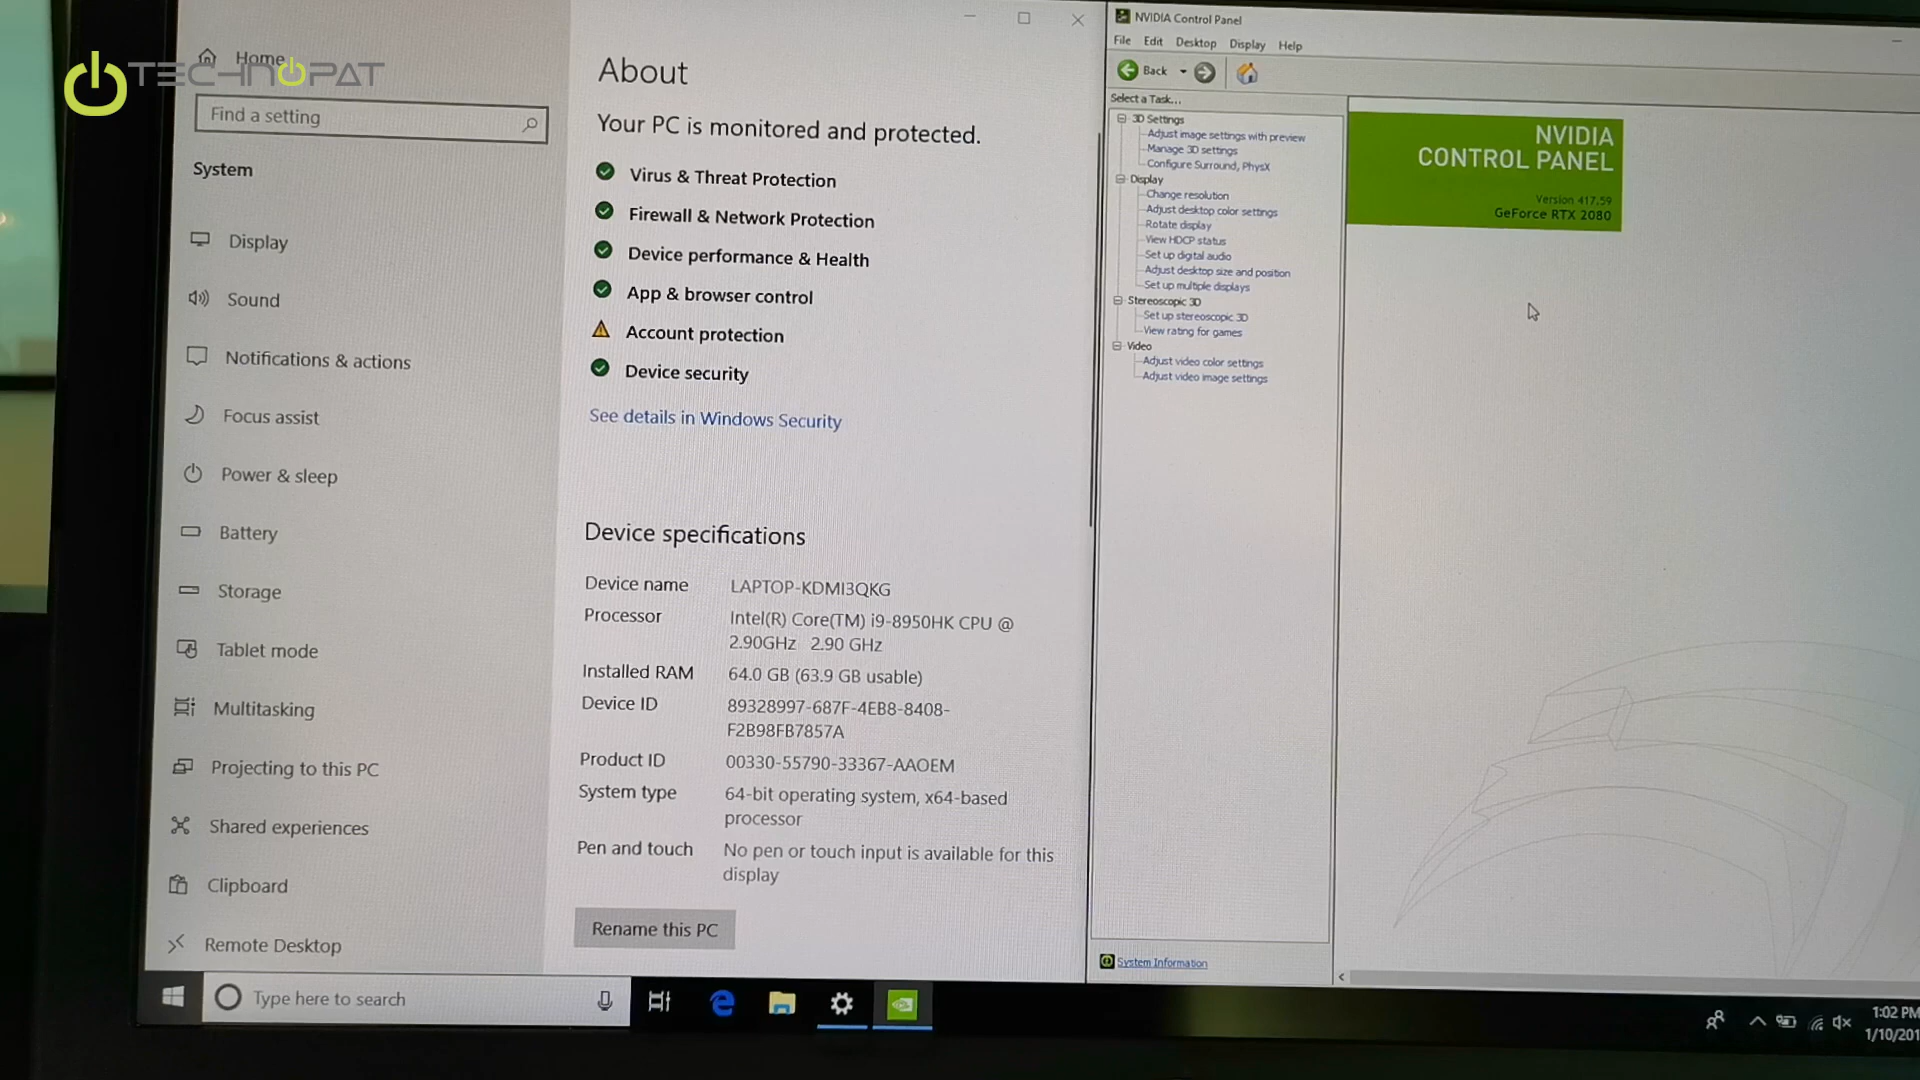 TECHNOPAT
Home
Find a setting
System
Display
Sound
Notifications & actions
Focus assist
Power & sleep
Battery
Storage
Tablet mode
Multitasking
Projecting to this PC
Shared experiences
Clipboard
Remote Desktop
About
Your PC is monitored and protected.
Virus & Threat Protection
Firewall & Network Protection
Device performance & Health
App & browser control
Account protection
Device security
See details in Windows Security
Device specifications
Device name LAPTOP-KDMI3QKG
Processor Intel(R) Core(TM) i9-8950HK CPU @
2.90GHz 2.90 GHz
Installed RAM 64.0 GB (63.9 GB usable)
Device ID 89328997-687F-4EB8-8408-
F2B98FB7857A
Product ID 00330-55790-33367-AAOEM
System type 64-bit operating system, x64-based
processor
Pen and touch No pen or touch input is available for this
display
Rename this PC
NVIDIA Control Panel
File Edit Desktop Display Help
Back
Select a Task...
3D Settings
Adjust image settings with preview
Manage 3D settings
Configure Surround, PhysX
Display
Change resolution
Adjust desktop color settings
Rotate display
View HDCP status
Set up digital audio
Adjust desktop size and position
Set up multiple displays
Stereoscopic 3D
Set up stereoscopic 3D
View rating for games
Video
Adjust video color settings
Adjust video image settings
System Information
NVIDIA
CONTROL PANEL
Version 417.59
GeForce RTX 2080
Type here to search
1:02 PM
1/10/201